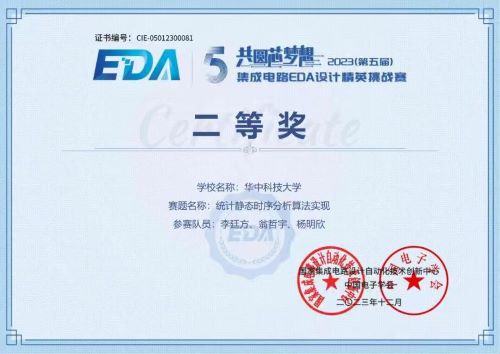 证书编号: CIE-05012300081
EDA 5 共圆芯梦想 2023(第五届)
集成电路EDA设计精英挑战赛
Certificate
二等奖
学校名称：华中科技大学
赛题名称：统计静态时序分析算法实现
参赛队员：李廷方、翁哲宇、杨明欣
EDA
国家集成电路设计自动化技术创新中心
中国电子学会
二〇二三年十二月